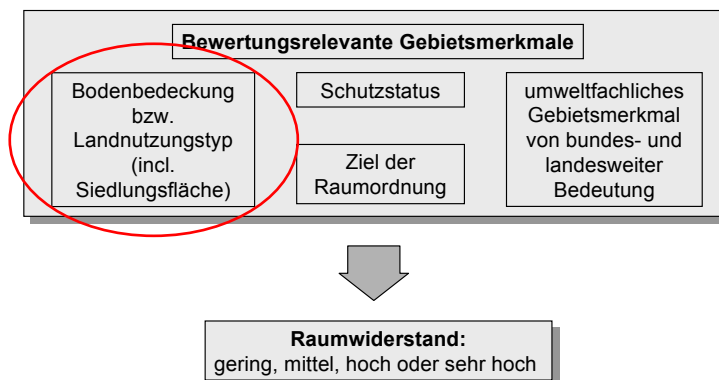 Bewertungsrelevante Gebietsmerkmale
Bodenbedeckung
bzw.
Landnutzungstyp
(incl.
Siedlungsfläche)
Schutzstatus
Ziel der
Raumordnung
umweltfachliches
Gebietsmerkmal
von bundes- und
landesweiter
Bedeutung
Raumwiderstand:
gering, mittel, hoch oder sehr hoch